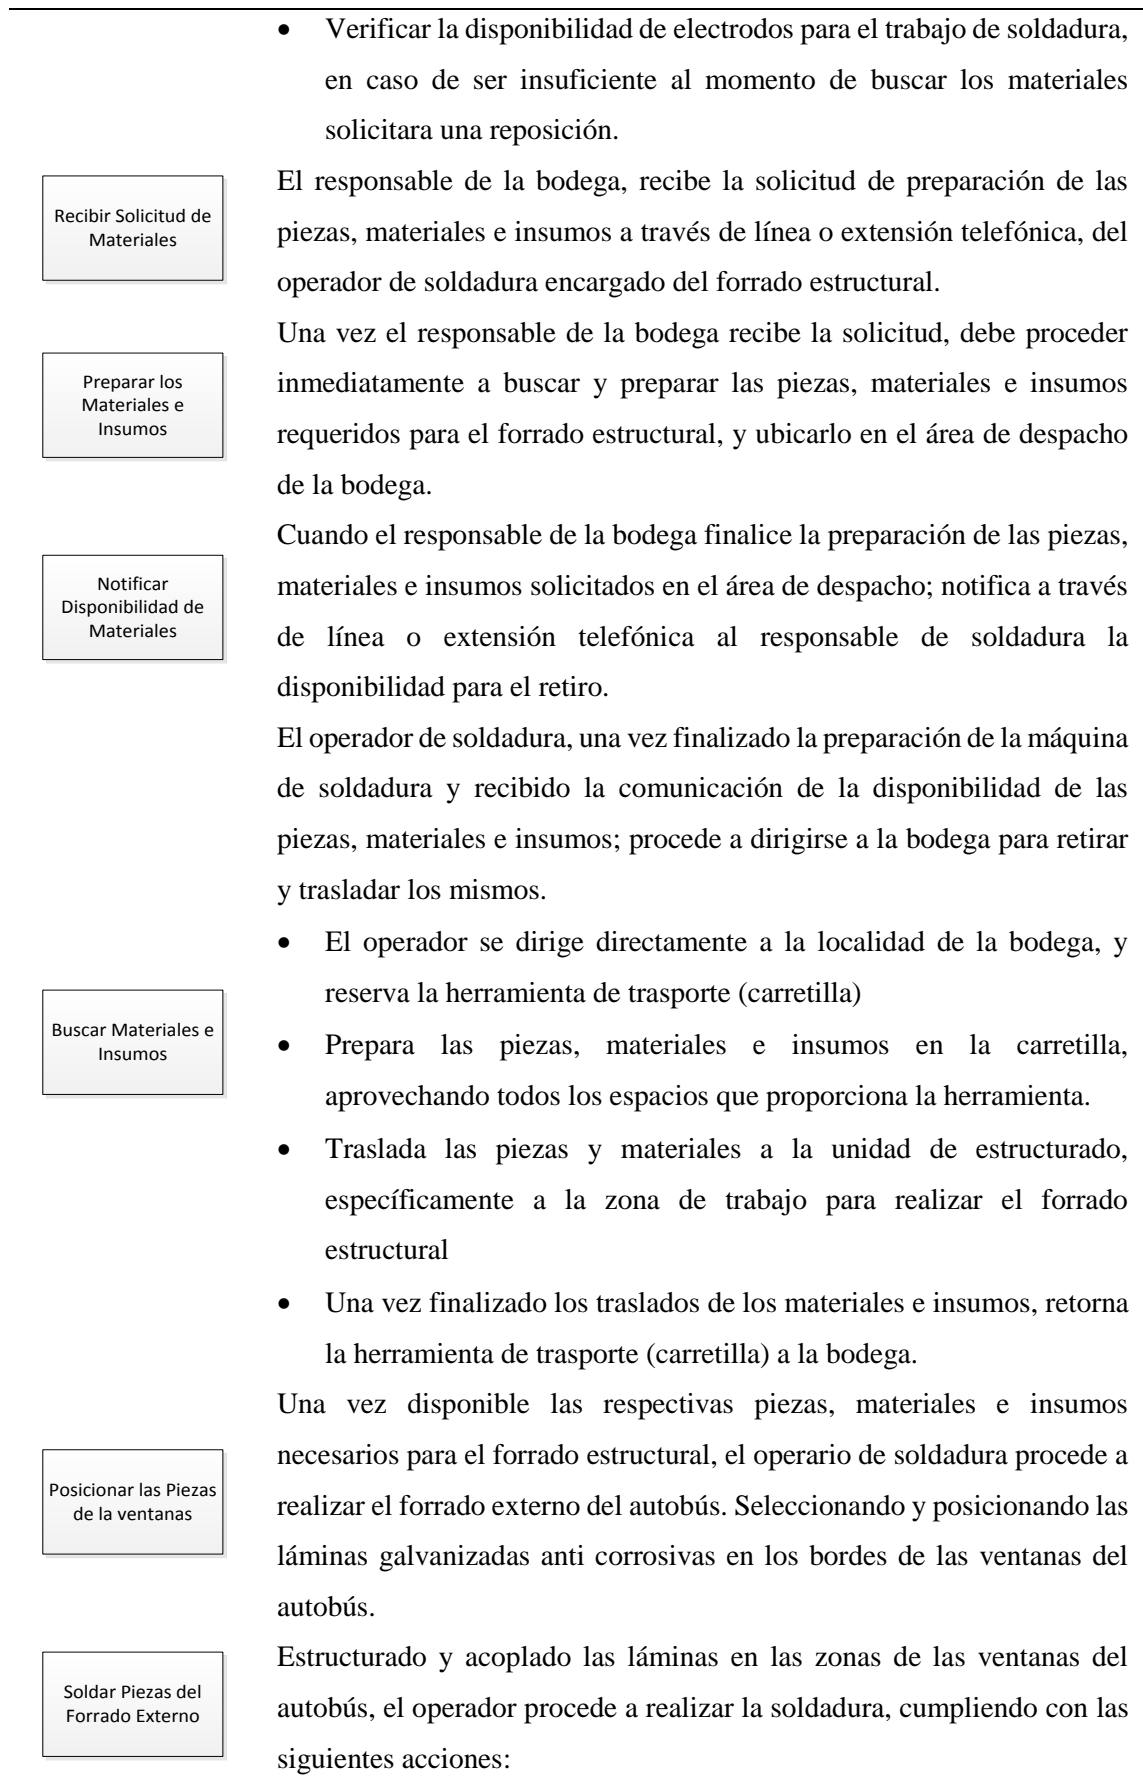 • Verificar la disponibilidad de electrodos para el trabajo de soldadura,
en caso de ser insuficiente al momento de buscar los materiales
solicitara una reposición.
Recibir Solicitud de
Materiales
El responsable de la bodega, recibe la solicitud de preparación de las
piezas, materiales e insumos a través de línea o extensión telefónica, del
operador de soldadura encargado del forrado estructural.
Preparar los
Materiales e
Insumos
Una vez el responsable de la bodega recibe la solicitud, debe proceder
inmediatamente a buscar y preparar las piezas, materiales e insumos
requeridos para el forrado estructural, y ubicarlo en el área de despacho
de la bodega.
Notificar
Disponibilidad de
Materiales
Cuando el responsable de la bodega finalice la preparación de las piezas,
materiales e insumos solicitados en el área de despacho; notifica a través
de línea o extensión telefónica al responsable de soldadura la
disponibilidad para el retiro.
Buscar Materiales e
Insumos
El operador de soldadura, una vez finalizado la preparación de la máquina
de soldadura y recibido la comunicación de la disponibilidad de las
piezas, materiales e insumos; procede a dirigirse a la bodega para retirar
y trasladar los mismos.
• El operador se dirige directamente a la localidad de la bodega, y
reserva la herramienta de trasporte (carretilla)
• Prepara las piezas, materiales e insumos en la carretilla,
aprovechando todos los espacios que proporciona la herramienta.
• Traslada las piezas y materiales a la unidad de estructurado,
específicamente a la zona de trabajo para realizar el forrado
estructural
• Una vez finalizado los traslados de los materiales e insumos, retorna
la herramienta de trasporte (carretilla) a la bodega.
Posicionar las Piezas
de la ventanas
Una vez disponible las respectivas piezas, materiales e insumos
necesarios para el forrado estructural, el operario de soldadura procede a
realizar el forrado externo del autobús. Seleccionando y posicionando las
láminas galvanizadas anti corrosivas en los bordes de las ventanas del
autobús.
Soldar Piezas del
Forrado Externo
Estructurado y acoplado las láminas en las zonas de las ventanas del
autobús, el operador procede a realizar la soldadura, cumpliendo con las
siguientes acciones: